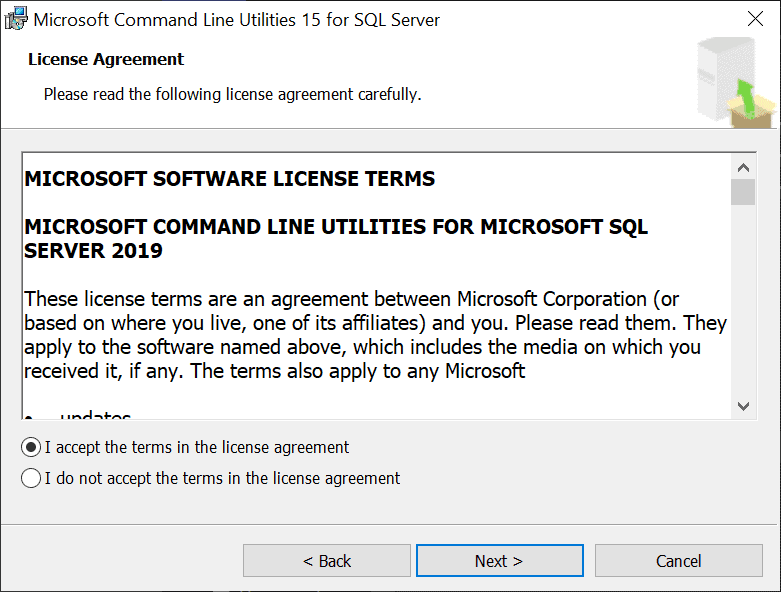 Microsoft Command Line Utilities 15 for SQL Server
License Agreement
Please read the following license agreement carefully.
MICROSOFT SOFTWARE LICENSE TERMS
MICROSOFT COMMAND LINE UTILITIES FOR MICROSOFT SQL
SERVER 2019
These license terms are an agreement between Microsoft Corporation (or
based on where you live, one of its affiliates) and you. Please read them. They
apply to the software named above, which includes the media on which you
received it, if any. The terms also apply to any Microsoft
• updates
I accept the terms in the license agreement
I do not accept the terms in the license agreement
< Back
Next >
Cancel